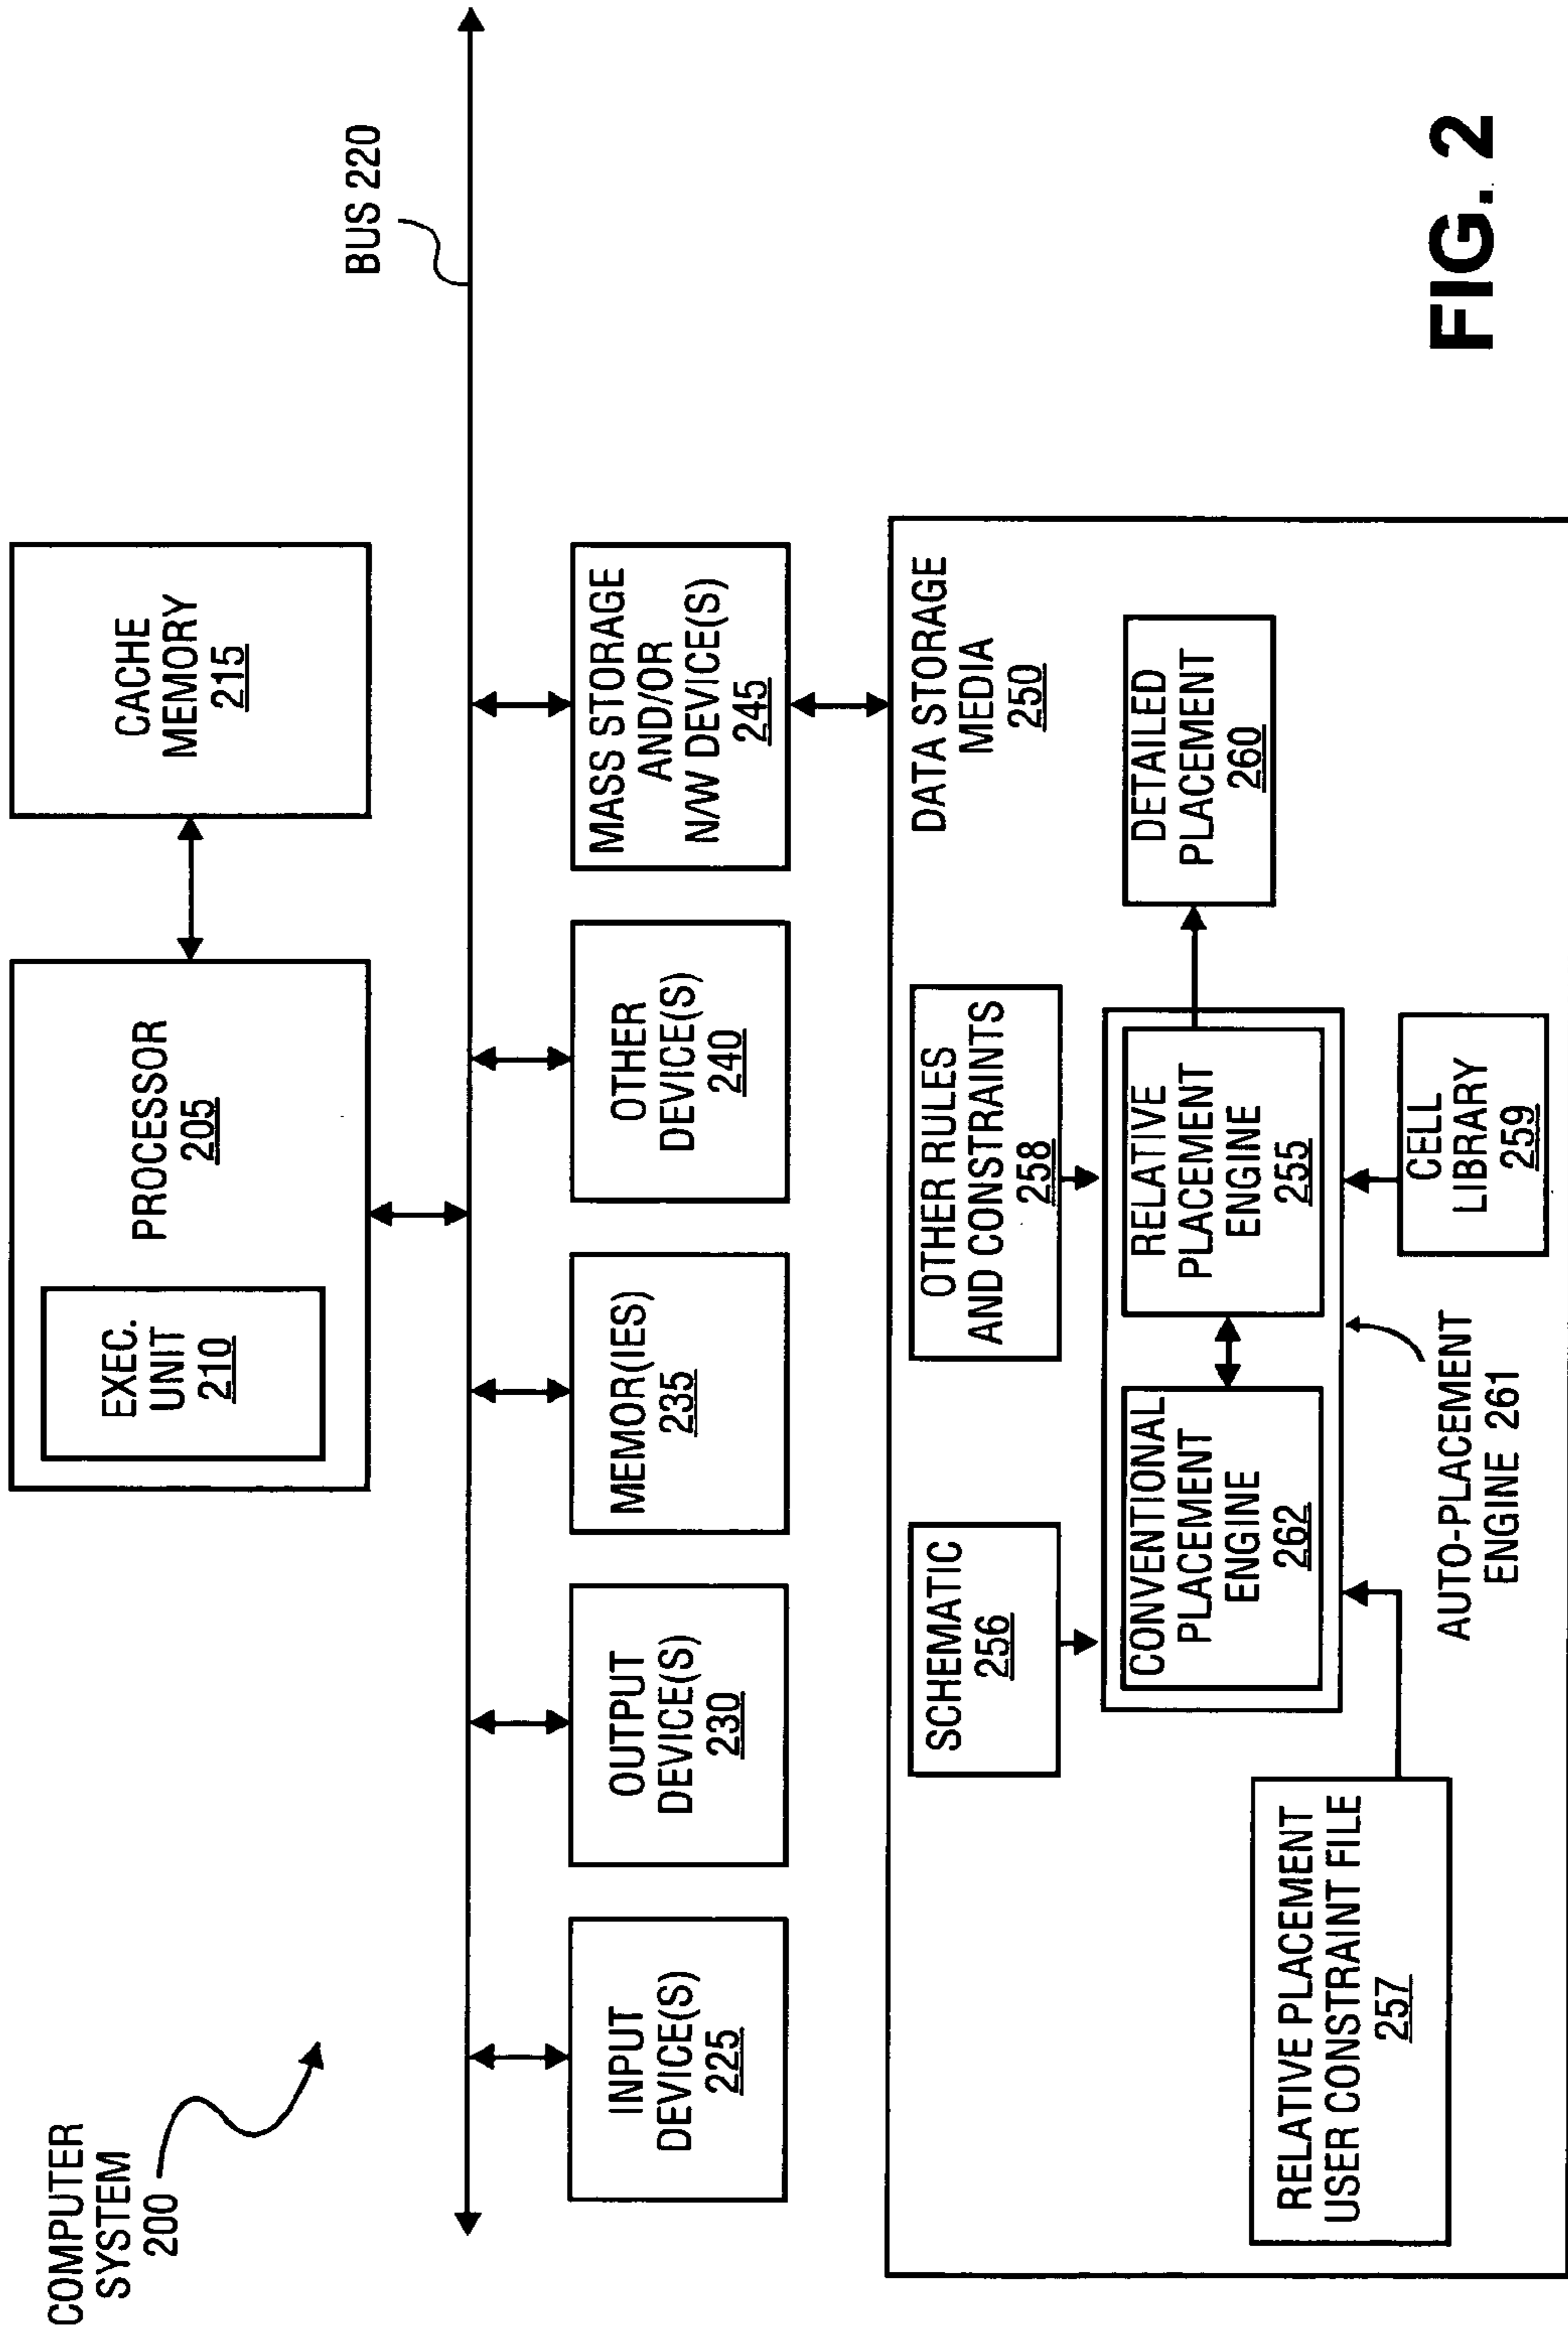 COMPUTER
SYSTEM
200
EXEC.
UNIT
210
PROCESSOR
205
CACHE
MEMORY
215
BUS 220
INPUT
DEVICE(S)
225
OUTPUT
DEVICE(S)
230
MEMOR(IES)
235
OTHER
DEVICE(S)
240
MASS STORAGE
AND/OR
N/W DEVICE(S)
245
DATA STORAGE
MEDIA
250
SCHEMATIC
256
OTHER RULES
AND CONSTRAINTS
258
CONVENTIONAL
PLACEMENT
ENGINE
262
RELATIVE
PLACEMENT
ENGINE
255
DETAILED
PLACEMENT
260
RELATIVE PLACEMENT
USER CONSTRAINT FILE
257
AUTO-PLACEMENT
ENGINE 261
CELL
LIBRARY
259
FIG. 2